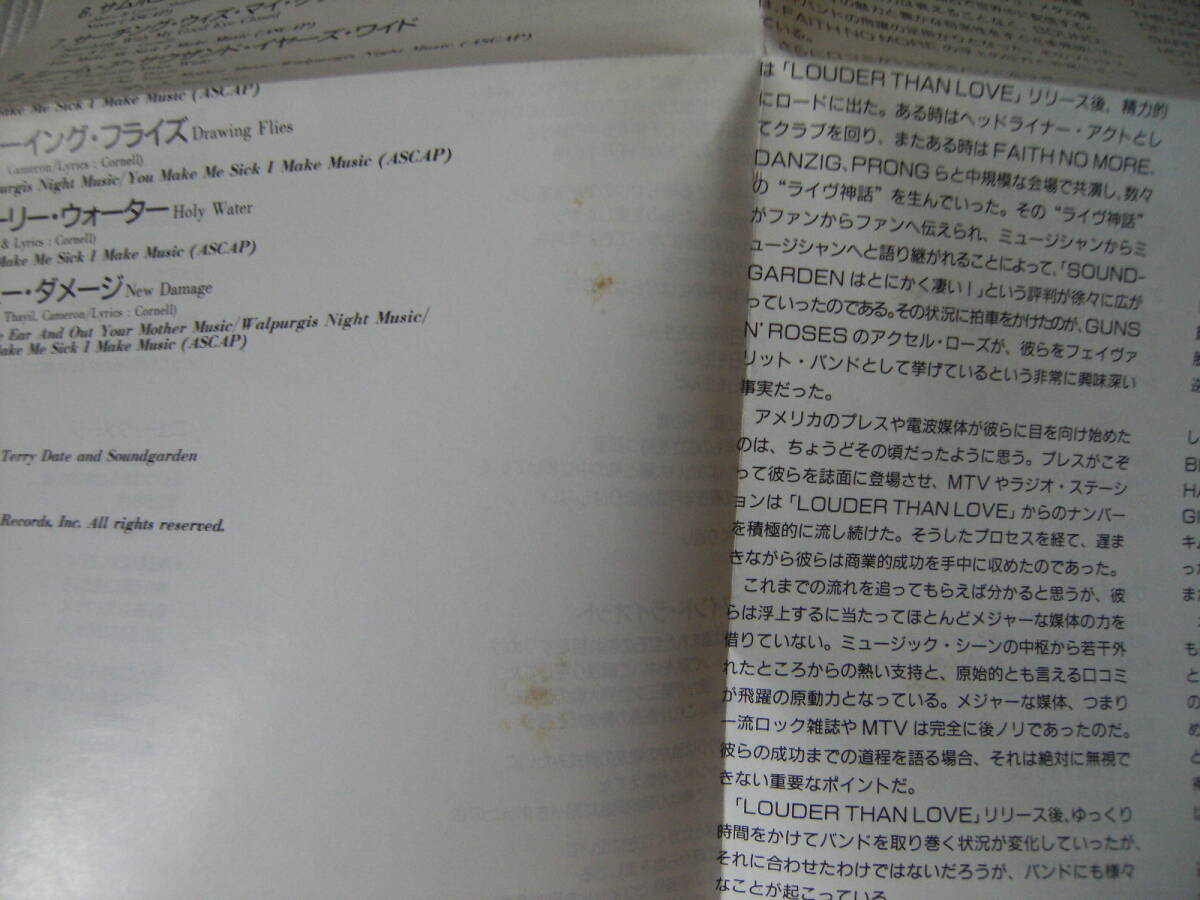 7. サーチング・ウィズ・マイ・
サウザンド・イヤーズ・ワイド
Make Me Sick I Make Music (ASCAP)
ーイング・フライズ Drawing Flies
Cameron/Lyrics : Cornell)
purgis Night Music/You Make Me Sick I Make Music (ASCAP)
ーリー・ウォーター Holy Water
& Lyrics : Cornell)
Make Me Sick I Make Music (ASCAP)
ー・ダメージ New Damage
Thayil, Cameron/Lyrics : Cornell)
Ear And Out Your Mother Music/Walpurgis Night Music/
Make Me Sick I Make Music (ASCAP)
Terry Date and Soundgarden
Records, Inc. All rights reserved.
は「LOUDER THAN LOVE」リリース後、精力的
にロードに出た。ある時はヘッドライナー・アクトとし
てクラブを回り、またある時は FAITH NO MORE、
DANZIG、PRONG らと中規模な会場で共演し、数々
の“ライヴ神話”を生んでいった。その“ライヴ神話”
がファンからファンへ伝えられ、ミュージシャンからミ
ュージシャンへと語り継がれることによって、「SOUND-
GARDEN はとにかく凄い！」という評判が徐々に広が
っていったのである。その状況に拍車をかけたのが、GUNS
N' ROSES のアクセル・ローズが、彼らをフェイヴァ
リット・バンドとして挙げているという非常に興味深い
事実だった。
アメリカのプレスや電波媒体が彼らに目を向け始めた
のは、ちょうどその頃だったように思う。プレスがこぞ
って彼らを誌面に登場させ、MTV やラジオ・ステーシ
ョンは「LOUDER THAN LOVE」からのナンバー
を積極的に流し続けた。そうしたプロセスを経て、遅ま
きながら彼らは商業的成功を手中に収めたのであった。
これまでの流れを追ってもらえば分かると思うが、彼
らは浮上するに当たってほとんどメジャーな媒体の力を
借りていない。ミュージック・シーンの中枢から若干外
れたところからの熱い支持と、原始的とも言える口コミ
が飛躍の原動力となっている。メジャーな媒体、つまり
一流ロック雑誌や MTV は完全に後ノリであったのだ。
彼らの成功までの道程を語る場合、それは絶対に無視で
きない重要なポイントだ。
「LOUDER THAN LOVE」リリース後、ゆっくり
時間をかけてバンドを取り巻く状況が変化していったが、
それに合わせたわけではないだろうが、バンドにも様々
なことが起こっている。